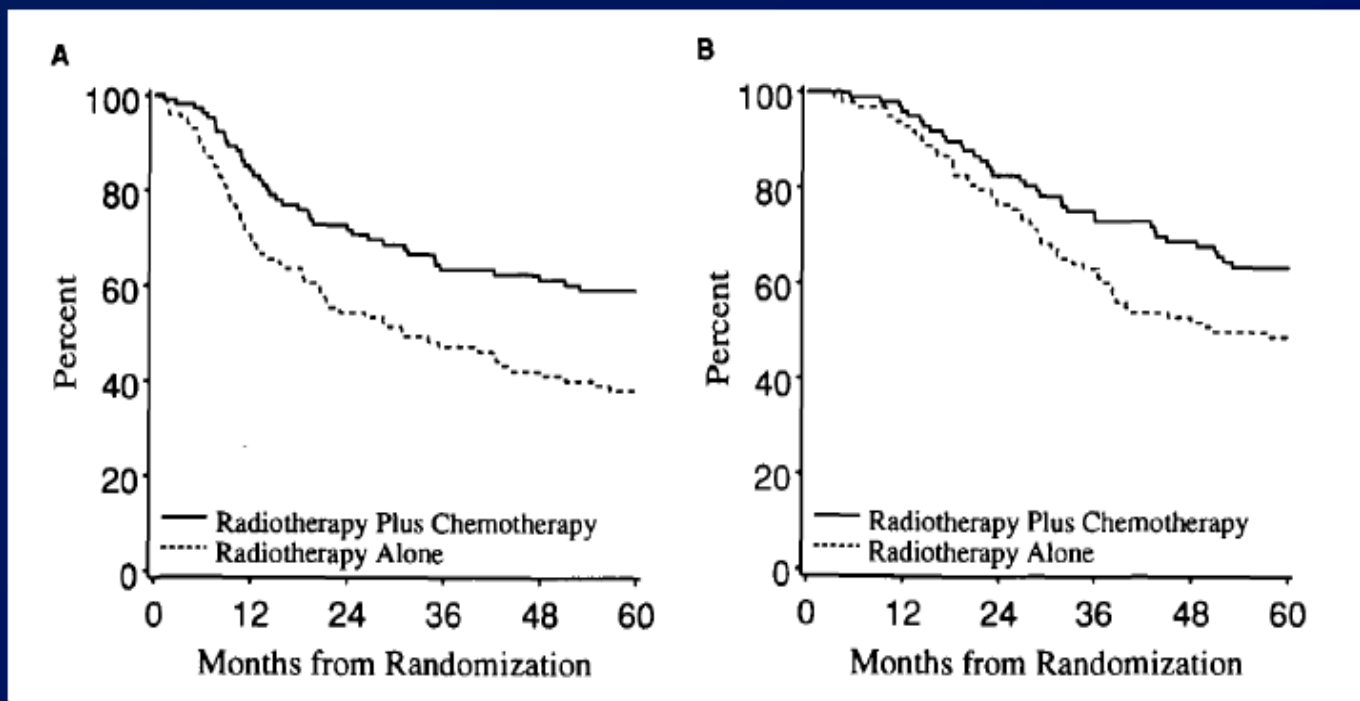 A
100
80
60
40
20
0
Percent
Radiotherapy Plus Chemotherapy
Radiotherapy Alone
0 12 24 36 48 60
Months from Randomization
B
100
80
60
40
20
0
Percent
Radiotherapy Plus Chemotherapy
Radiotherapy Alone
0 12 24 36 48 60
Months from Randomization